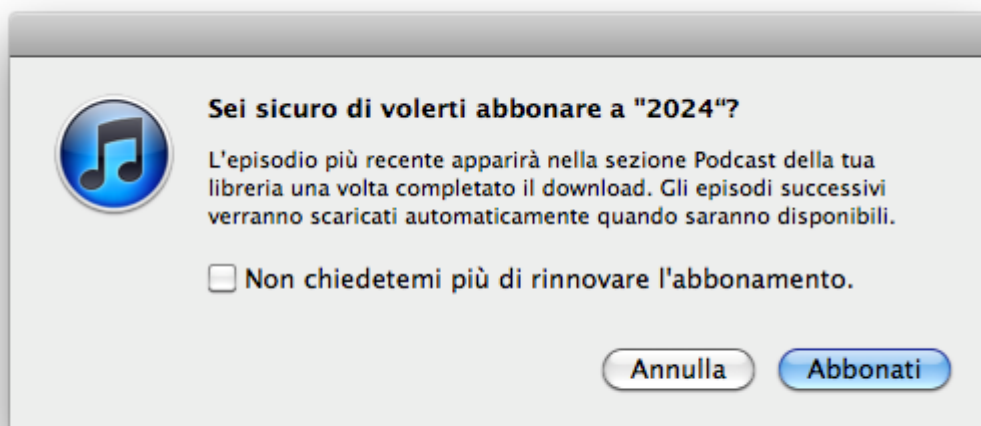 Sei sicuro di volerti abbonare a "2024“?
L'episodio più recente apparirà nella sezione Podcast della tua
libreria una volta completato il download. Gli episodi successivi
verranno scaricati automaticamente quando saranno disponibili.
Non chiedetemi più di rinnovare l'abbonamento.
Annulla Abbonati